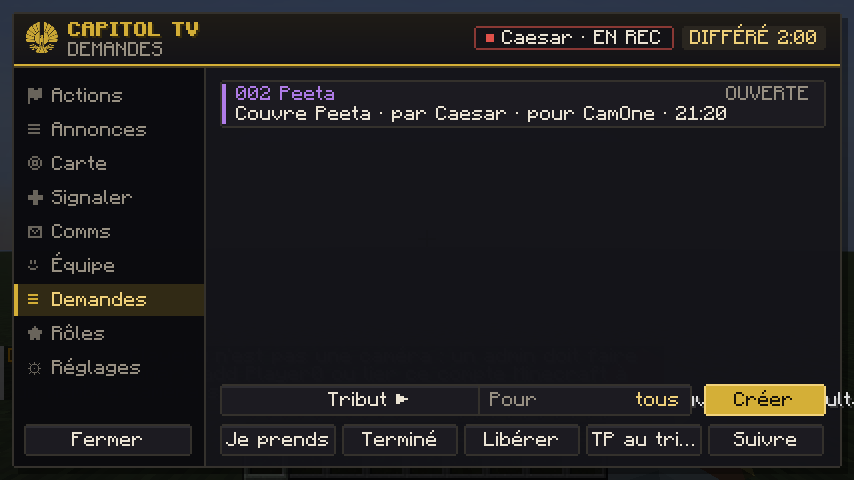 CAPITOL TV
DEMANDES
Caesar · EN REC
DIFFÉRÉ 2:00
Actions
Annonces
Carte
Signaler
Comms
Équipe
Demandes
Rôles
Réglages
Fermer
002 Peeta
OUVERTE
Couvre Peeta · par Caesar · pour CamOne · 21:20
Tribut
Pour
tous
Créer
Je prends
Terminé
Libérer
TP au tri...
Suivre